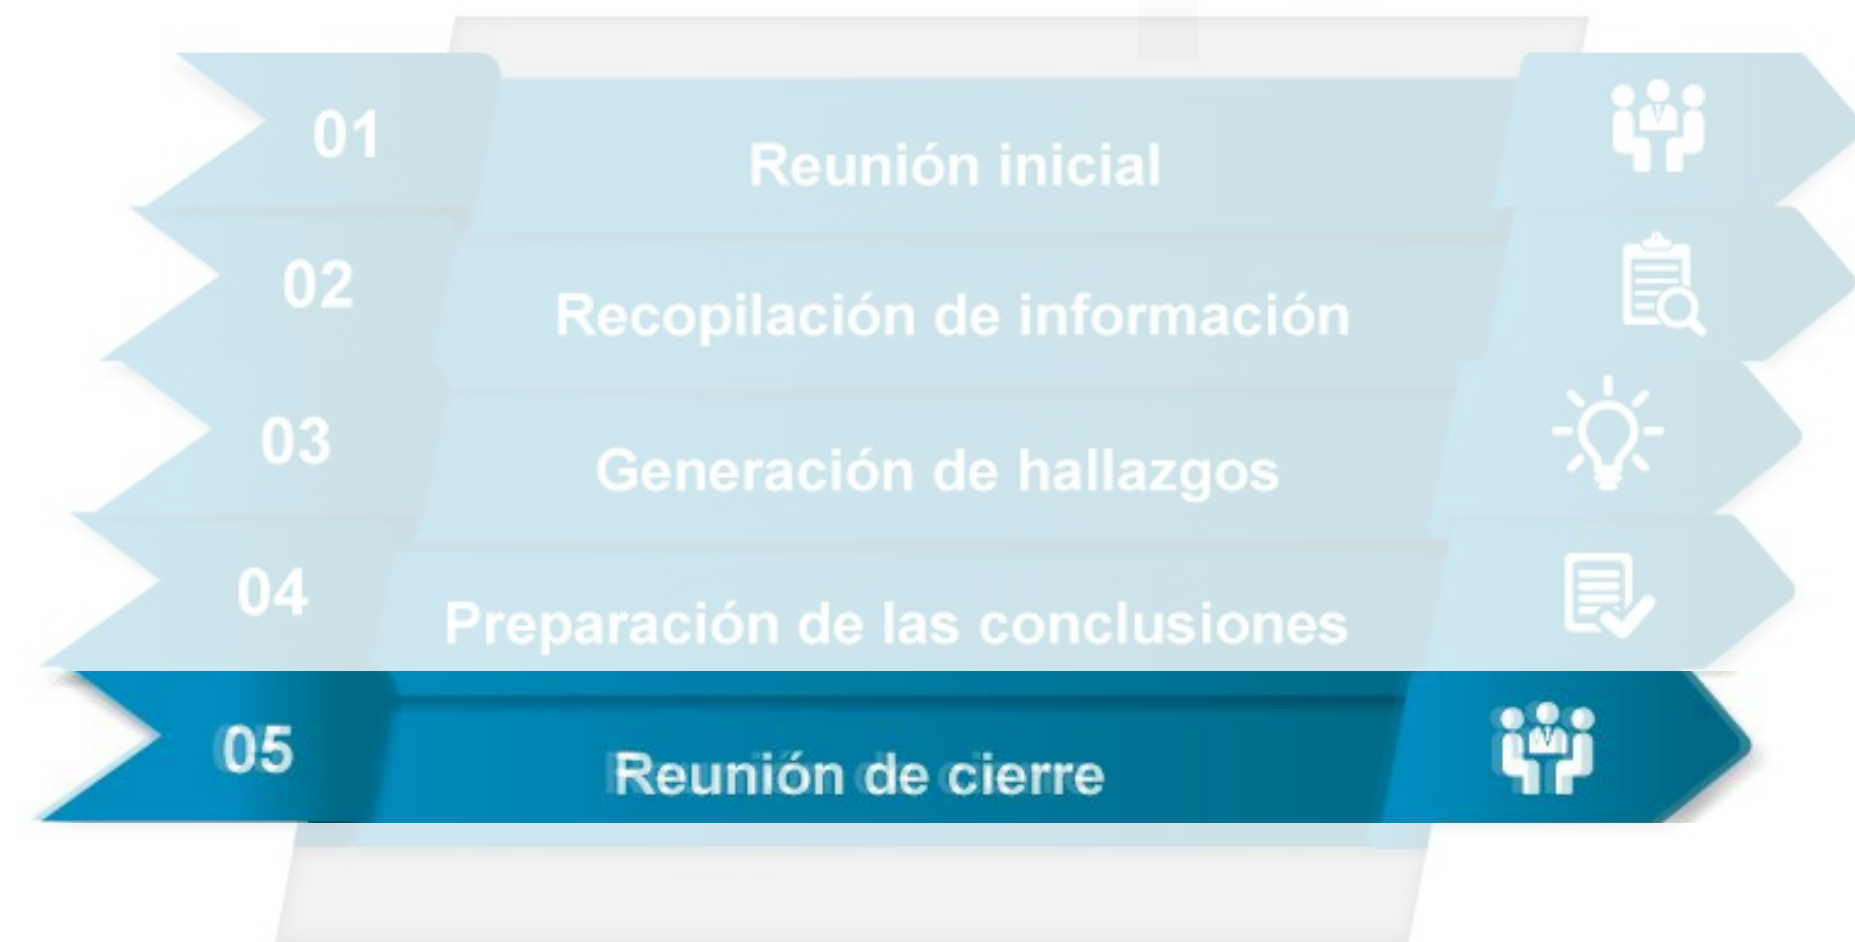 01
Reunión inicial
02
Recopilación de información
03
Generación de hallazgos
04
Preparación de las conclusiones
05
Reunión de cierre